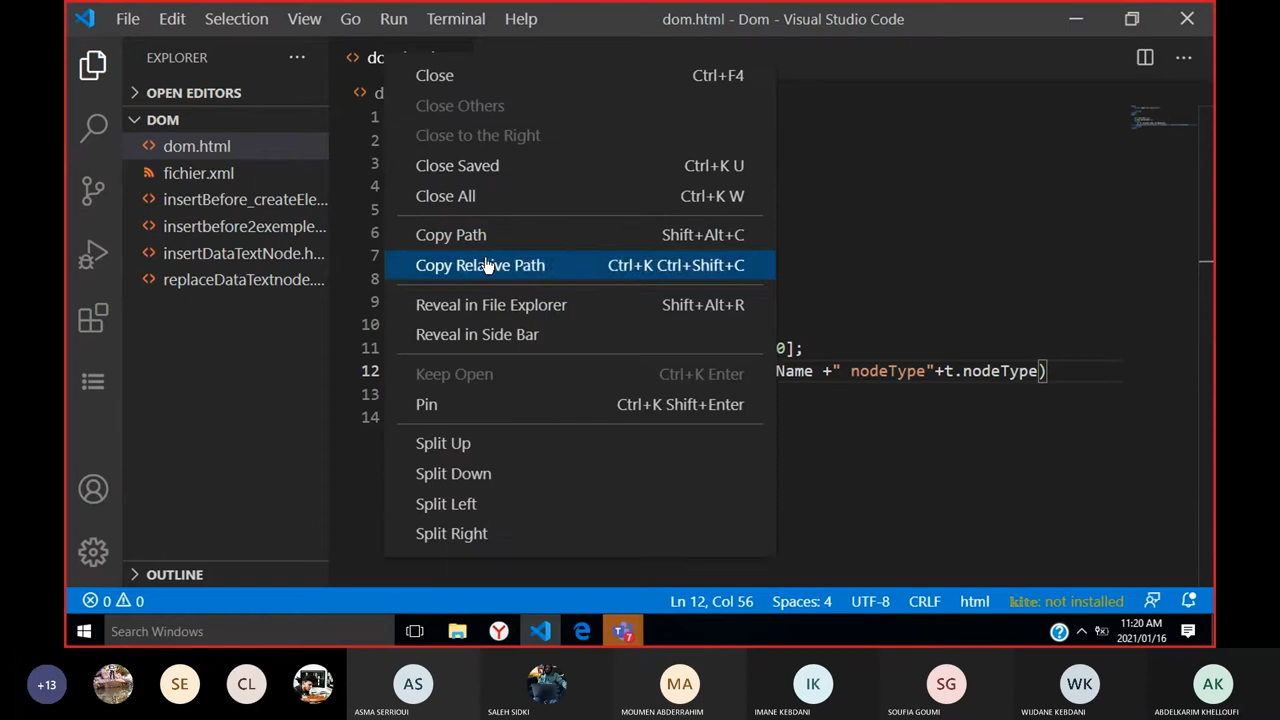 File Edit Selection View Go Run Terminal Help dom.html - Dom - Visual Studio Code
EXPLORER
OPEN EDITORS
DOM
dom.html
fichier.xml
insertBefore_createEle...
insertbefore2exemple...
insertDataTextNode.h...
replaceDataTextnode....
OUTLINE
1
2
3
4
5
6
7
8
9
10
11 0];
12 Name +" nodeType"+t.nodeType)
13
14
Close Ctrl+F4
Close Others
Close to the Right
Close Saved Ctrl+K U
Close All Ctrl+K W
Copy Path Shift+Alt+C
Copy Relative Path Ctrl+K Ctrl+Shift+C
Reveal in File Explorer Shift+Alt+R
Reveal in Side Bar
Keep Open Ctrl+K Enter
Pin Ctrl+K Shift+Enter
Split Up
Split Down
Split Left
Split Right
0 0 Ln 12, Col 56 Spaces: 4 UTF-8 CRLF html kite: not installed
Search Windows
7
11:20 AM
2021/01/16
+13 SE CL AS MA IK SG WK AK
ASMA SERRIOUI SALEH SIDKI MOUMEN ABDERRAHIM IMANE KEBDANI SOUFIA GOUMI WIJDANE KEBDANI ABDELKARIM KHELLOUFI